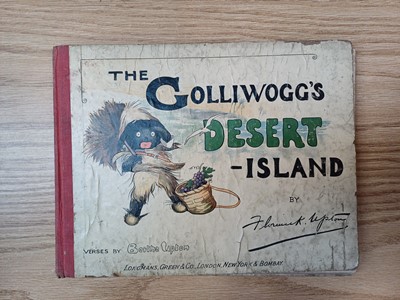 THE GOLLIWOGG'S
DESERT
-ISLAND
BY
Florence K. Upton
VERSES BY Bertha Upton
LONGMANS, GREEN & CO. LONDON, NEW YORK & BOMBAY